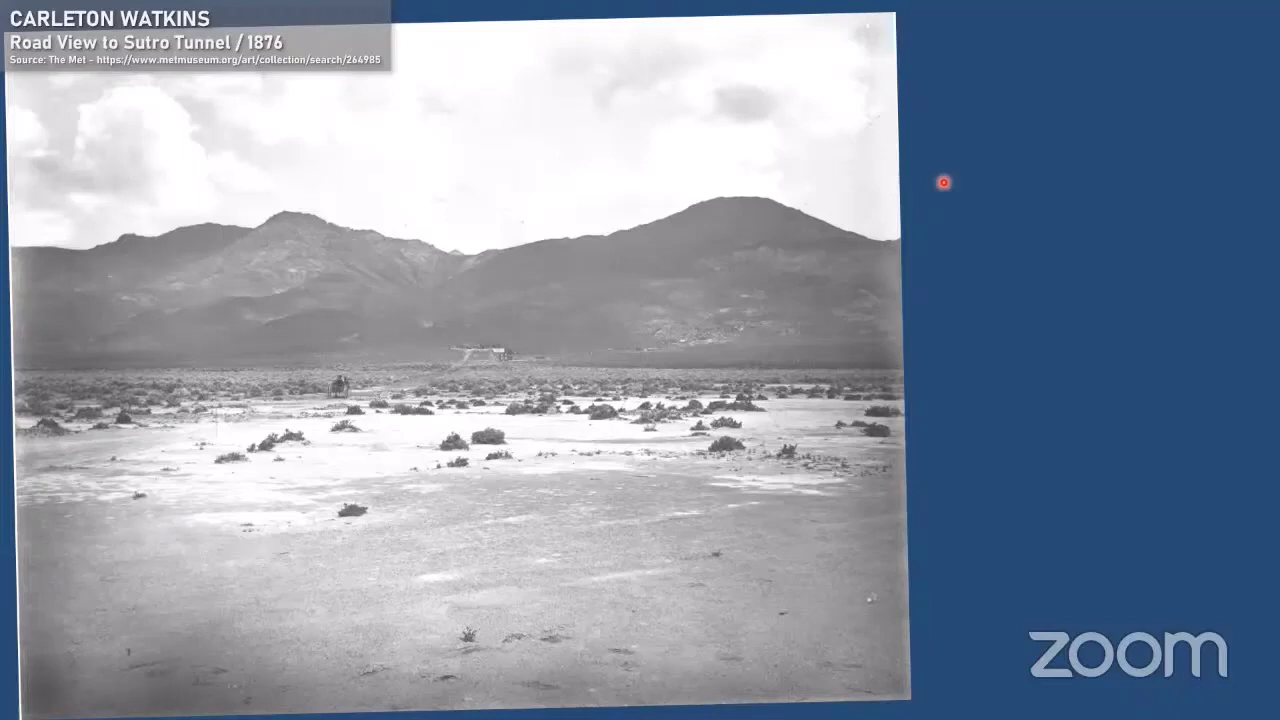 CARLETON WATKINS
Road View to Sutro Tunnel / 1876
Source: The Met - https://www.metmuseum.org/art/collection/search/264985
zoom